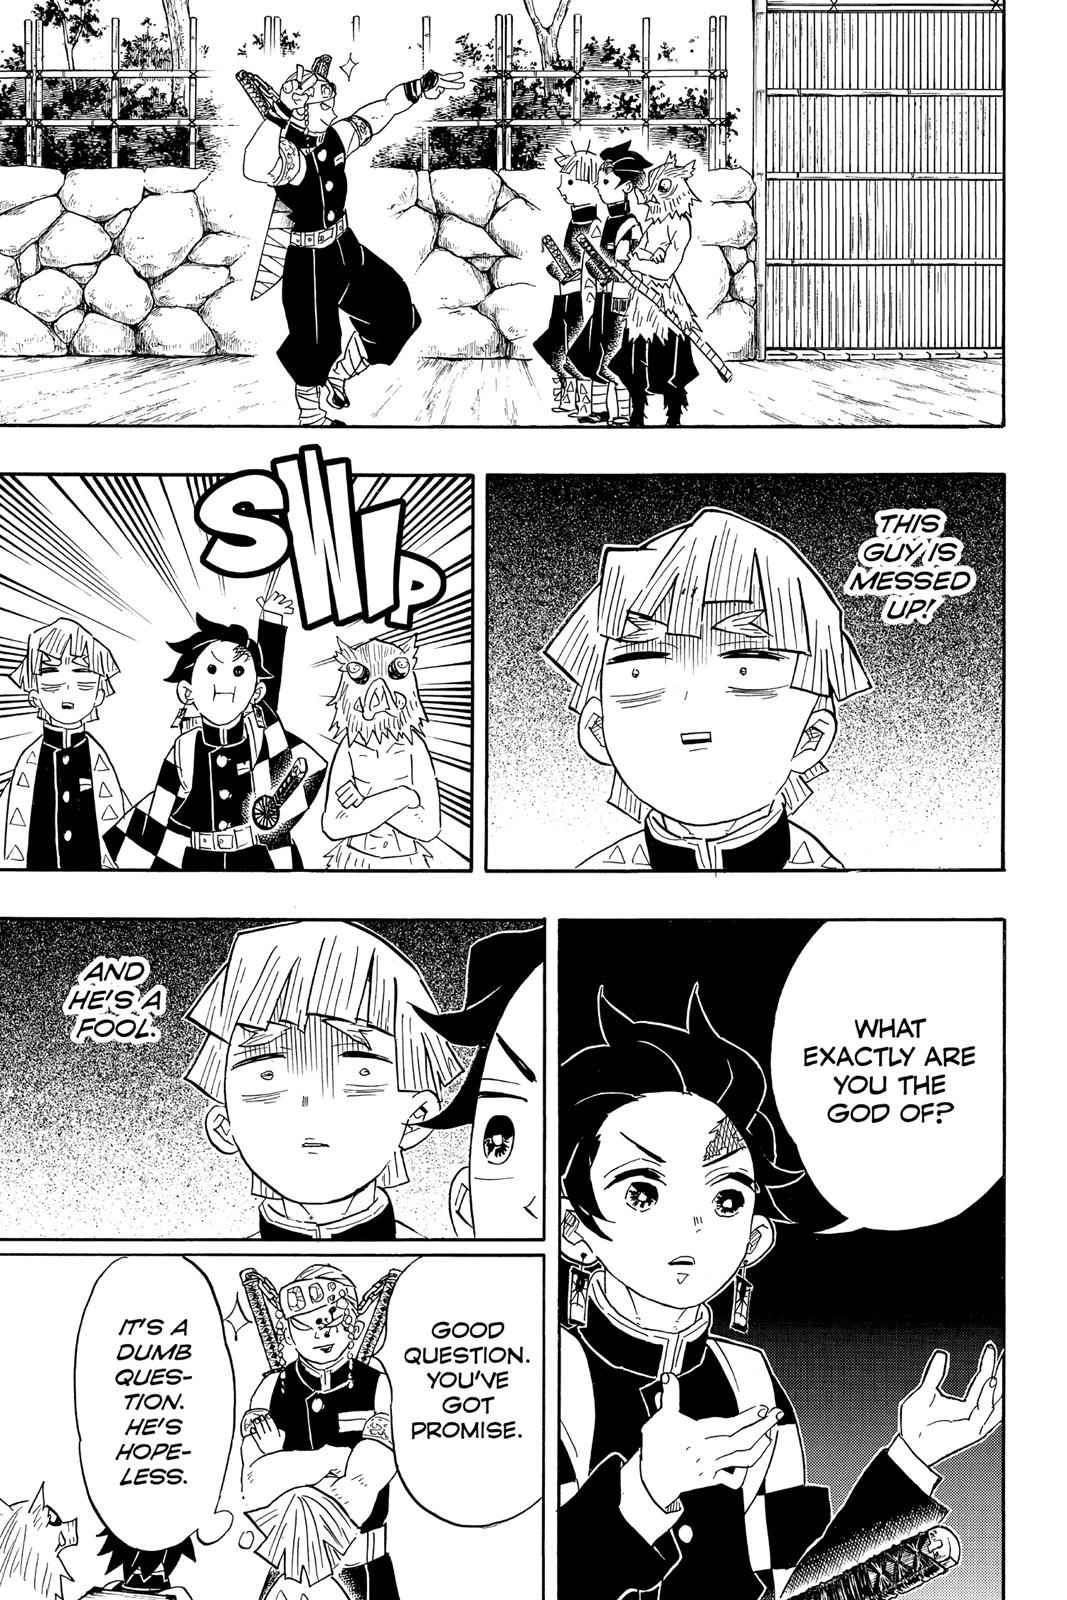 THIS
GUY IS
MESSED
UP!
SWIP
WHAT
EXACTLY ARE
YOU THE
GOD OF?
AND
HE'S A
FOOL.
GOOD
QUESTION.
YOU'VE
GOT
PROMISE.
IT'S A
DUMB
QUES-
TION.
HE'S
HOPE-
LESS.